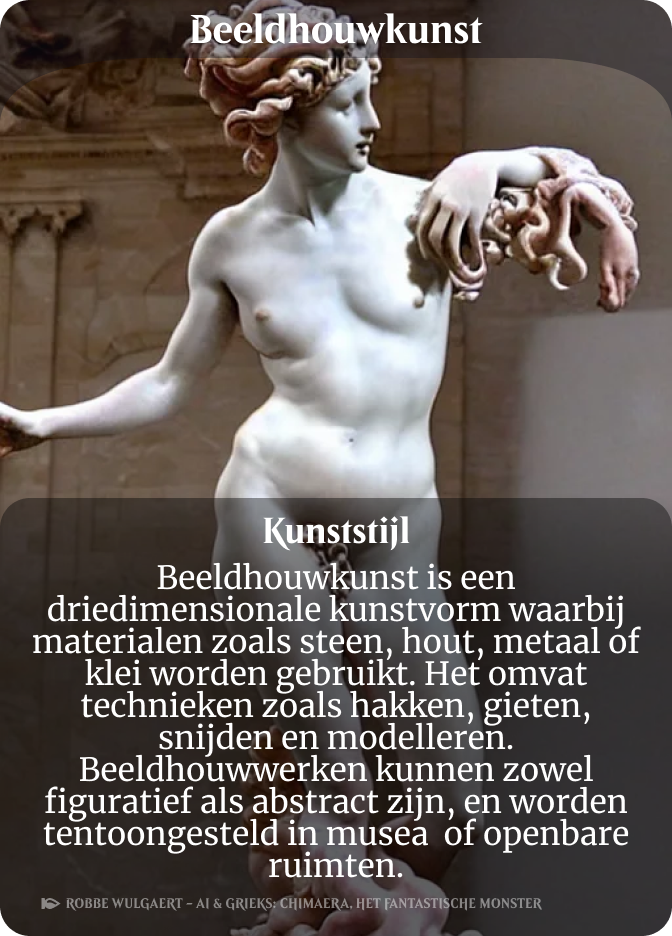 Beeldhouwkunst
Kunststijl
Beeldhouwkunst is een
driedimensionale kunstvorm waarbij
materialen zoals steen, hout, metaal of
klei worden gebruikt. Het omvat
technieken zoals hakken, gieten,
snijden en modelleren.
Beeldhouwwerken kunnen zowel
figuratief als abstract zijn, en worden
tentoongesteld in musea  of openbare
ruimten.
ROBBE WULGAERT – AI & GRIEKS: CHIMAERA, HET FANTASTISCHE MONSTER